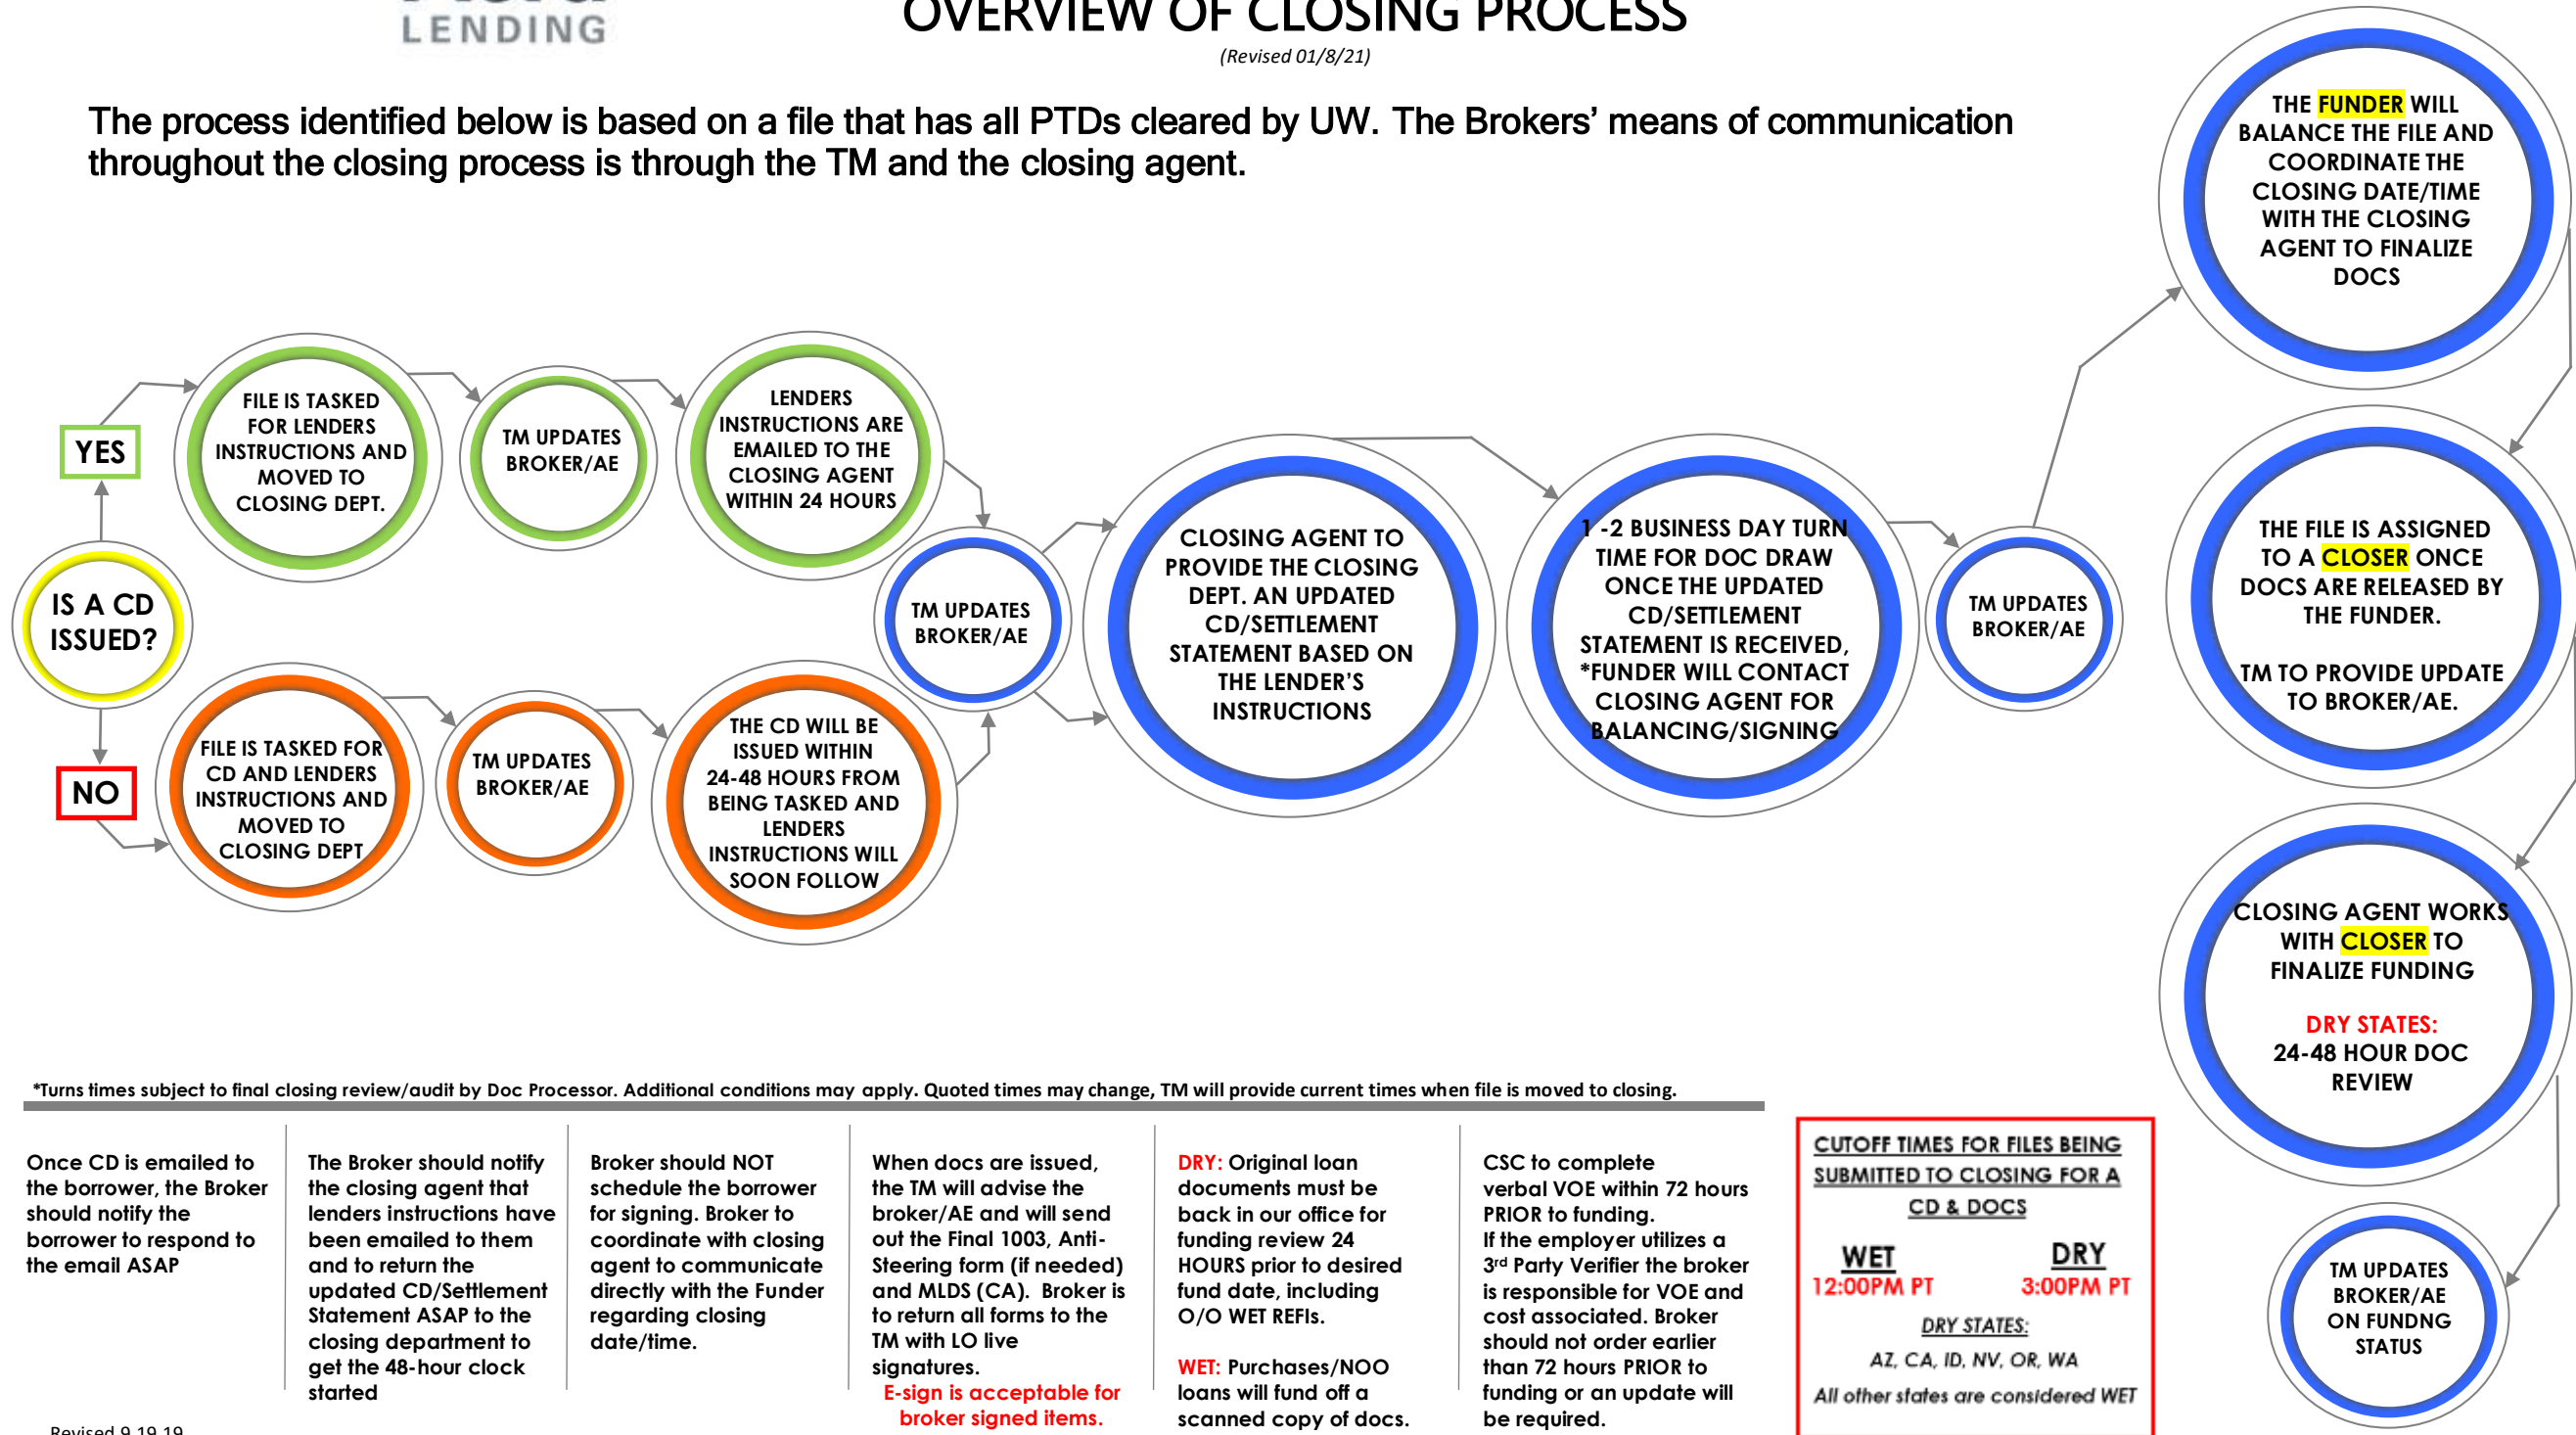 LENDING
OVERVIEW OF CLOSING PROCESS
(Revised 01/8/21)
The process identified below is based on a file that has all PTDs cleared by UW. The Brokers’ means of communication
throughout the closing process is through the TM and the closing agent.
IS A CD
ISSUED?
YES
FILE IS TASKED
FOR LENDERS
INSTRUCTIONS AND
MOVED TO
CLOSING DEPT.
TM UPDATES
BROKER/AE
LENDERS
INSTRUCTIONS ARE
EMAILED TO THE
CLOSING AGENT
WITHIN 24 HOURS
NO
FILE IS TASKED FOR
CD AND LENDERS
INSTRUCTIONS AND
MOVED TO
CLOSING DEPT
TM UPDATES
BROKER/AE
THE CD WILL BE
ISSUED WITHIN
24-48 HOURS FROM
BEING TASKED AND
LENDERS
INSTRUCTIONS WILL
SOON FOLLOW
TM UPDATES
BROKER/AE
CLOSING AGENT TO
PROVIDE THE CLOSING
DEPT. AN UPDATED
CD/SETTLEMENT
STATEMENT BASED ON
THE LENDER’S
INSTRUCTIONS
1 -2 BUSINESS DAY TURN
TIME FOR DOC DRAW
ONCE THE UPDATED
CD/SETTLEMENT
STATEMENT IS RECEIVED,
*FUNDER WILL CONTACT
CLOSING AGENT FOR
BALANCING/SIGNING
TM UPDATES
BROKER/AE
THE FUNDER WILL
BALANCE THE FILE AND
COORDINATE THE
CLOSING DATE/TIME
WITH THE CLOSING
AGENT TO FINALIZE
DOCS
THE FILE IS ASSIGNED
TO A CLOSER ONCE
DOCS ARE RELEASED BY
THE FUNDER.
TM TO PROVIDE UPDATE
TO BROKER/AE.
CLOSING AGENT WORKS
WITH CLOSER TO
FINALIZE FUNDING
DRY STATES:
24-48 HOUR DOC
REVIEW
TM UPDATES
BROKER/AE
ON FUNDNG
STATUS
*Turns times subject to final closing review/audit by Doc Processor. Additional conditions may apply. Quoted times may change, TM will provide current times when file is moved to closing.
Once CD is emailed to
the borrower, the Broker
should notify the
borrower to respond to
the email ASAP
The Broker should notify
the closing agent that
lenders instructions have
been emailed to them
and to return the
updated CD/Settlement
Statement ASAP to the
closing department to
get the 48-hour clock
started
Broker should NOT
schedule the borrower
for signing. Broker to
coordinate with closing
agent to communicate
directly with the Funder
regarding closing
date/time.
When docs are issued,
the TM will advise the
broker/AE and will send
out the Final 1003, Anti-
Steering form (if needed)
and MLDS (CA). Broker is
to return all forms to the
TM with LO live
signatures.
E-sign is acceptable for
broker signed items.
DRY: Original loan
documents must be
back in our office for
funding review 24
HOURS prior to desired
fund date, including
O/O WET REFIs.
WET: Purchases/NOO
loans will fund off a
scanned copy of docs.
CSC to complete
verbal VOE within 72 hours
PRIOR to funding.
If the employer utilizes a
3rd Party Verifier the broker
is responsible for VOE and
cost associated. Broker
should not order earlier
than 72 hours PRIOR to
funding or an update will
be required.
CUTOFF TIMES FOR FILES BEING
SUBMITTED TO CLOSING FOR A
CD & DOCS
WET DRY
12:00PM PT 3:00PM PT
DRY STATES:
AZ, CA, ID, NV, OR, WA
All other states are considered WET
Revised 9.19.19